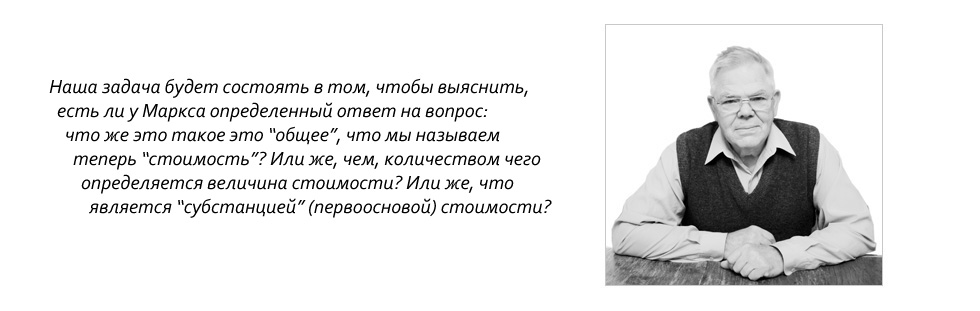 Наша задача будет состоять в том, чтобы выяснить,
есть ли у Маркса определенный ответ на вопрос:
что же это такое это “общее”, что мы называем
теперь “стоимость”? Или же, чем, количеством чего
определяется величина стоимости? Или же, что
является “субстанцией” (первоосновой) стоимости?